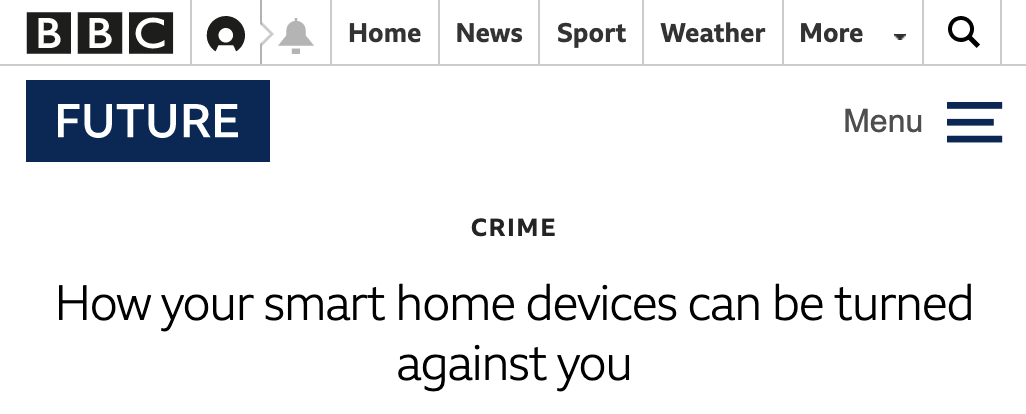 BBC Home News Sport Weather More
FUTURE Menu
CRIME
How your smart home devices can be turned
against you